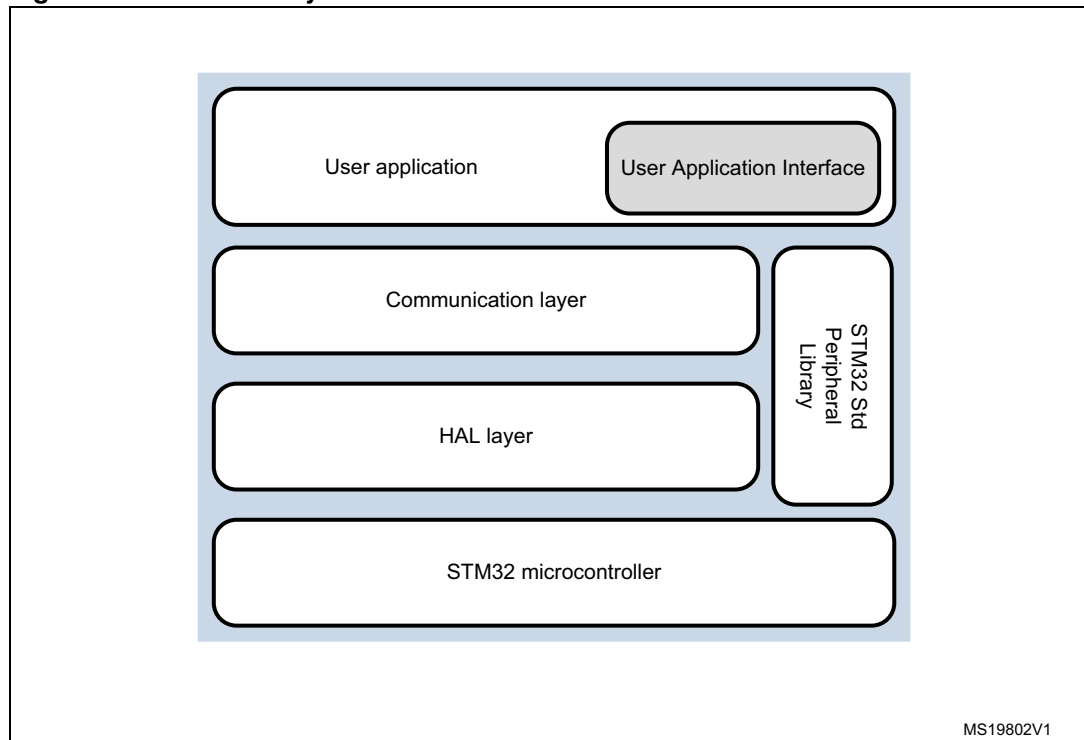 User application
User Application Interface
Communication layer
STM32 Std
Peripheral
Library
HAL layer
STM32 microcontroller
MS19802V1